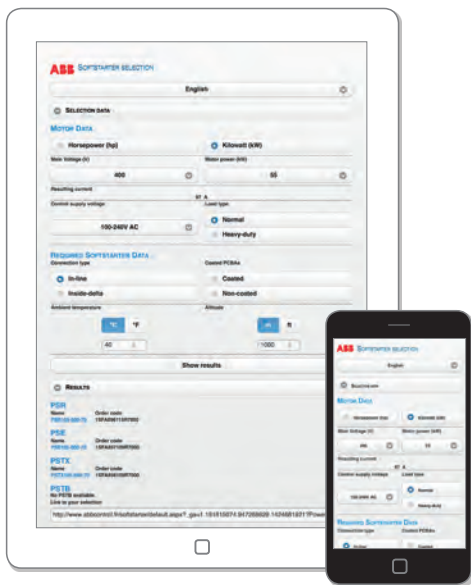 ABB SOFTSTARTER SELECTION
English
SELECTION DATA
MOTOR DATA
Horsepower (hp) Kilowatt (kW)
Main Voltage (V) Motor power (kW)
400 55
Resulting current
97 A
Control supply voltage Load type
100-240V AC Normal
Heavy-duty
REQUIRED SOFTSTARTER DATA
Connection type Coated PCBAs
In-line Coated
Inside-delta Non-coated
Ambient temperature Altitude
°C °F m ft
40 1000
Show results
RESULTS
PSR
Name Order code
PSE
Name Order code
PSTX
Name Order code
PSTB
No PSTB available
Link to your selection
ABB SOFTSTARTER SELECTION
English
SELECTION DATA
MOTOR DATA
Horsepower (hp) Kilowatt (kW)
Main Voltage (V) Motor power (kW)
400 55
Resulting current
97 A
Control supply voltage Load type
100-240V AC Normal
Heavy-duty
REQUIRED SOFTSTARTER DATA
Connection type Coated PCBAs
In-line Coated